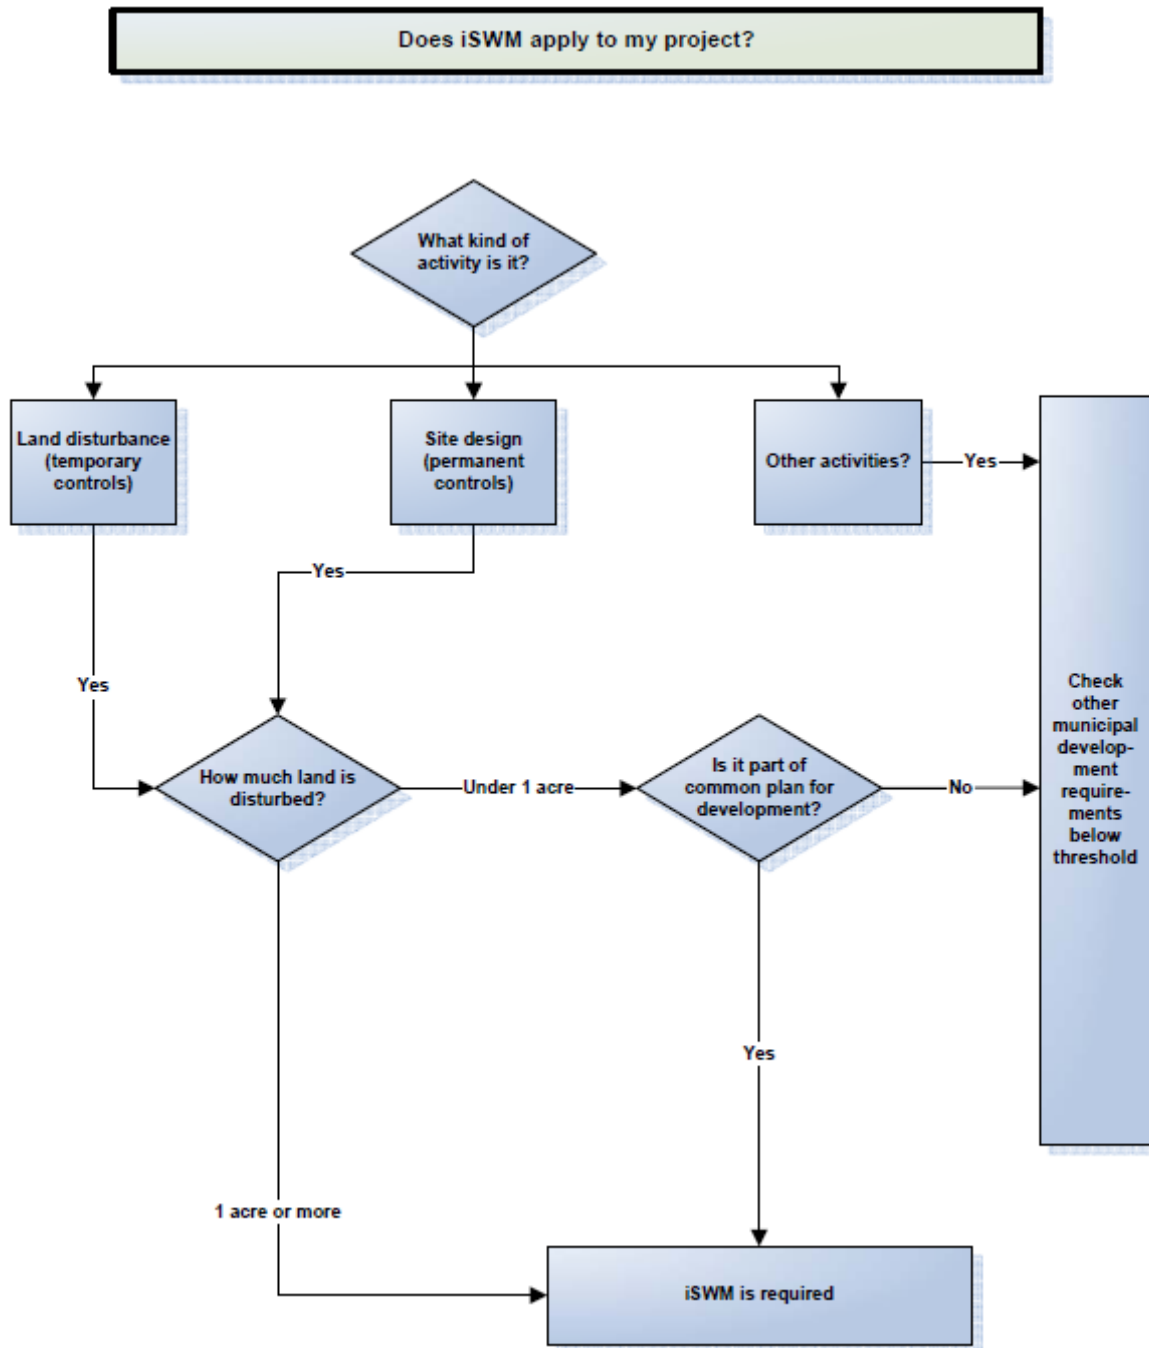 Does iSWM apply to my project?
What kind of
activity is it?
Land disturbance
(temporary
controls)
Site design
(permanent
controls)
Other activities?
Yes
Yes
Yes
How much land is
disturbed?
Under 1 acre
Is it part of
common plan for
development?
No
Check
other
municipal
develop-
ment
require-
ments
below
threshold
Yes
1 acre or more
iSWM is required